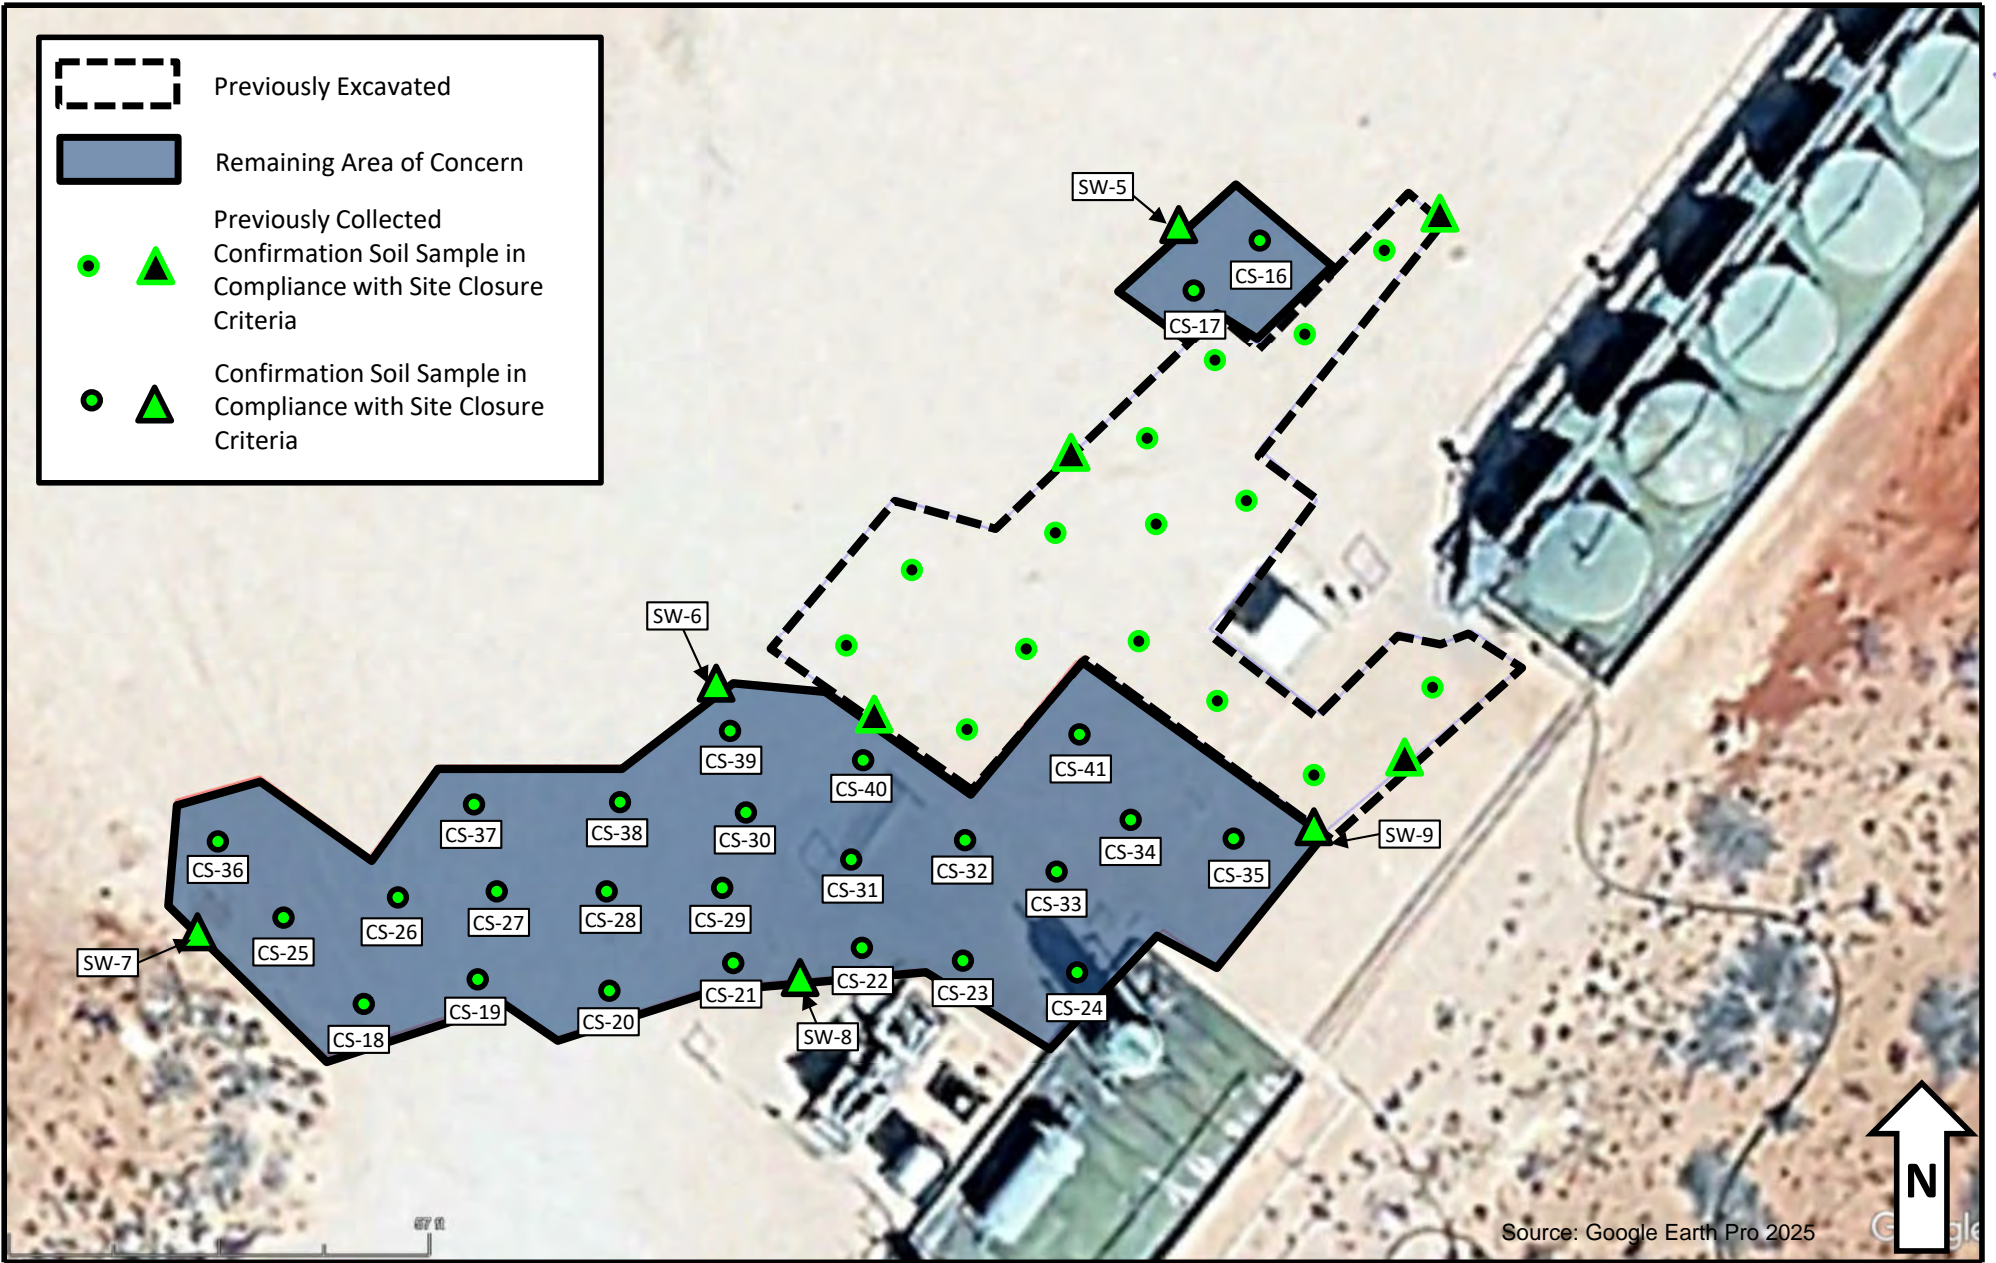 Previously Excavated
Remaining Area of Concern
Previously Collected
Confirmation Soil Sample in
Compliance with Site Closure
Criteria
Confirmation Soil Sample in
Compliance with Site Closure
Criteria
SW-5
CS-16
CS-17
SW-6
CS-39
CS-40
CS-41
CS-37
CS-38
CS-30
CS-34
SW-9
CS-36
CS-31
CS-32
CS-35
CS-33
CS-25
CS-26
CS-27
CS-28
CS-29
SW-7
CS-18
CS-19
CS-20
CS-21
CS-22
CS-23
CS-24
SW-8
N
57 ft
Source: Google Earth Pro 2025